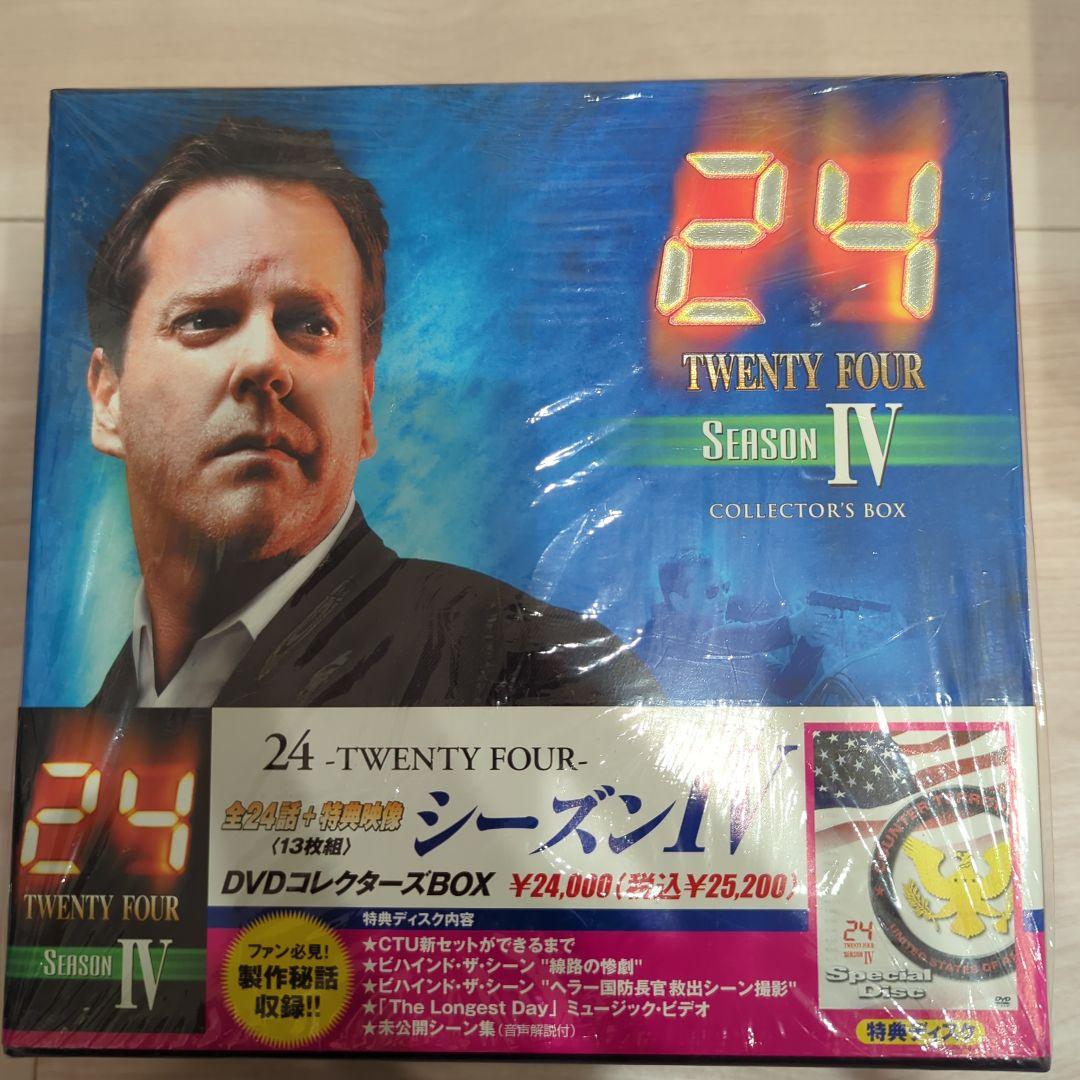 24
TWENTY FOUR
SEASON IV
COLLECTOR'S BOX
24 -TWENTY FOUR-
全24話+特典映像
〈13枚組〉
シーズンIV
DVDコレクターズBOX ¥24,000(税込¥25,200)
24
TWENTY FOUR
SEASON IV
ファン必見!
製作秘話
収録!!
特典ディスク内容
★CTU新セットができるまで
★ビハインド・ザ・シーン "線路の惨劇"
★ビハインド・ザ・シーン "ヘラー国防長官 救出シーン撮影"
★「The Longest Day」ミュージック・ビデオ
★未公開シーン集(音声解説付)
UNITED STATES OF
24
TWENTY FOUR
SEASON IV
Special
Disc
DVD
特典ディスク